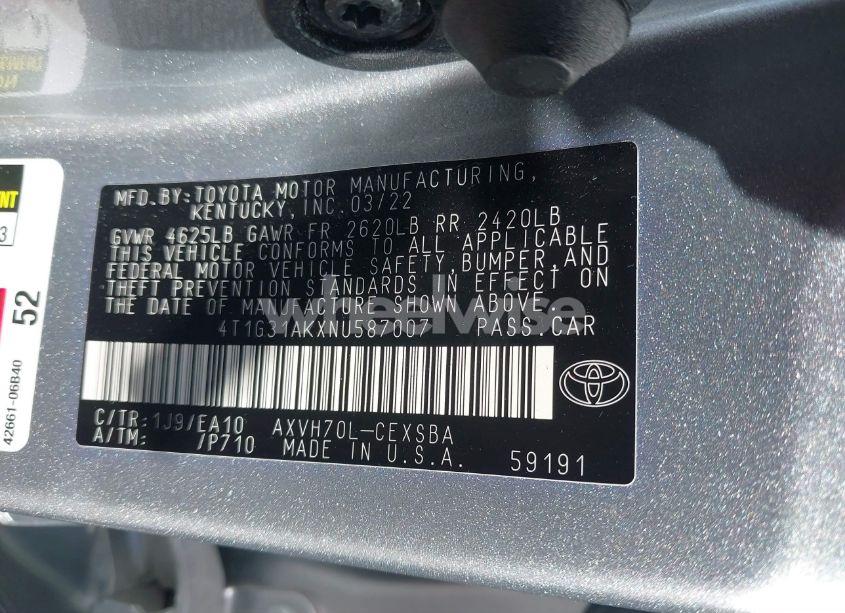 MFD.BY:TOYOTA MOTOR MANUFACTURING,
KENTUCKY,INC. 03/22
GVWR 4625LB GAWR FR 2620LB RR 2420LB
THIS VEHICLE CONFORMS TO ALL APPLICABLE
FEDERAL MOTOR VEHICLE SAFETY,BUMPER,AND
THEFT PREVENTION STANDARDS IN EFFECT ON
THE DATE OF MANUFACTURE SHOWN ABOVE.
4T1G31AKXNU587007 PASS.CAR
wheelwise
C/TR:1J9/EA10 AXVH70L-CEXSBA
A/TM: /P710 MADE IN U.S.A. 59191
52
42661-06B40